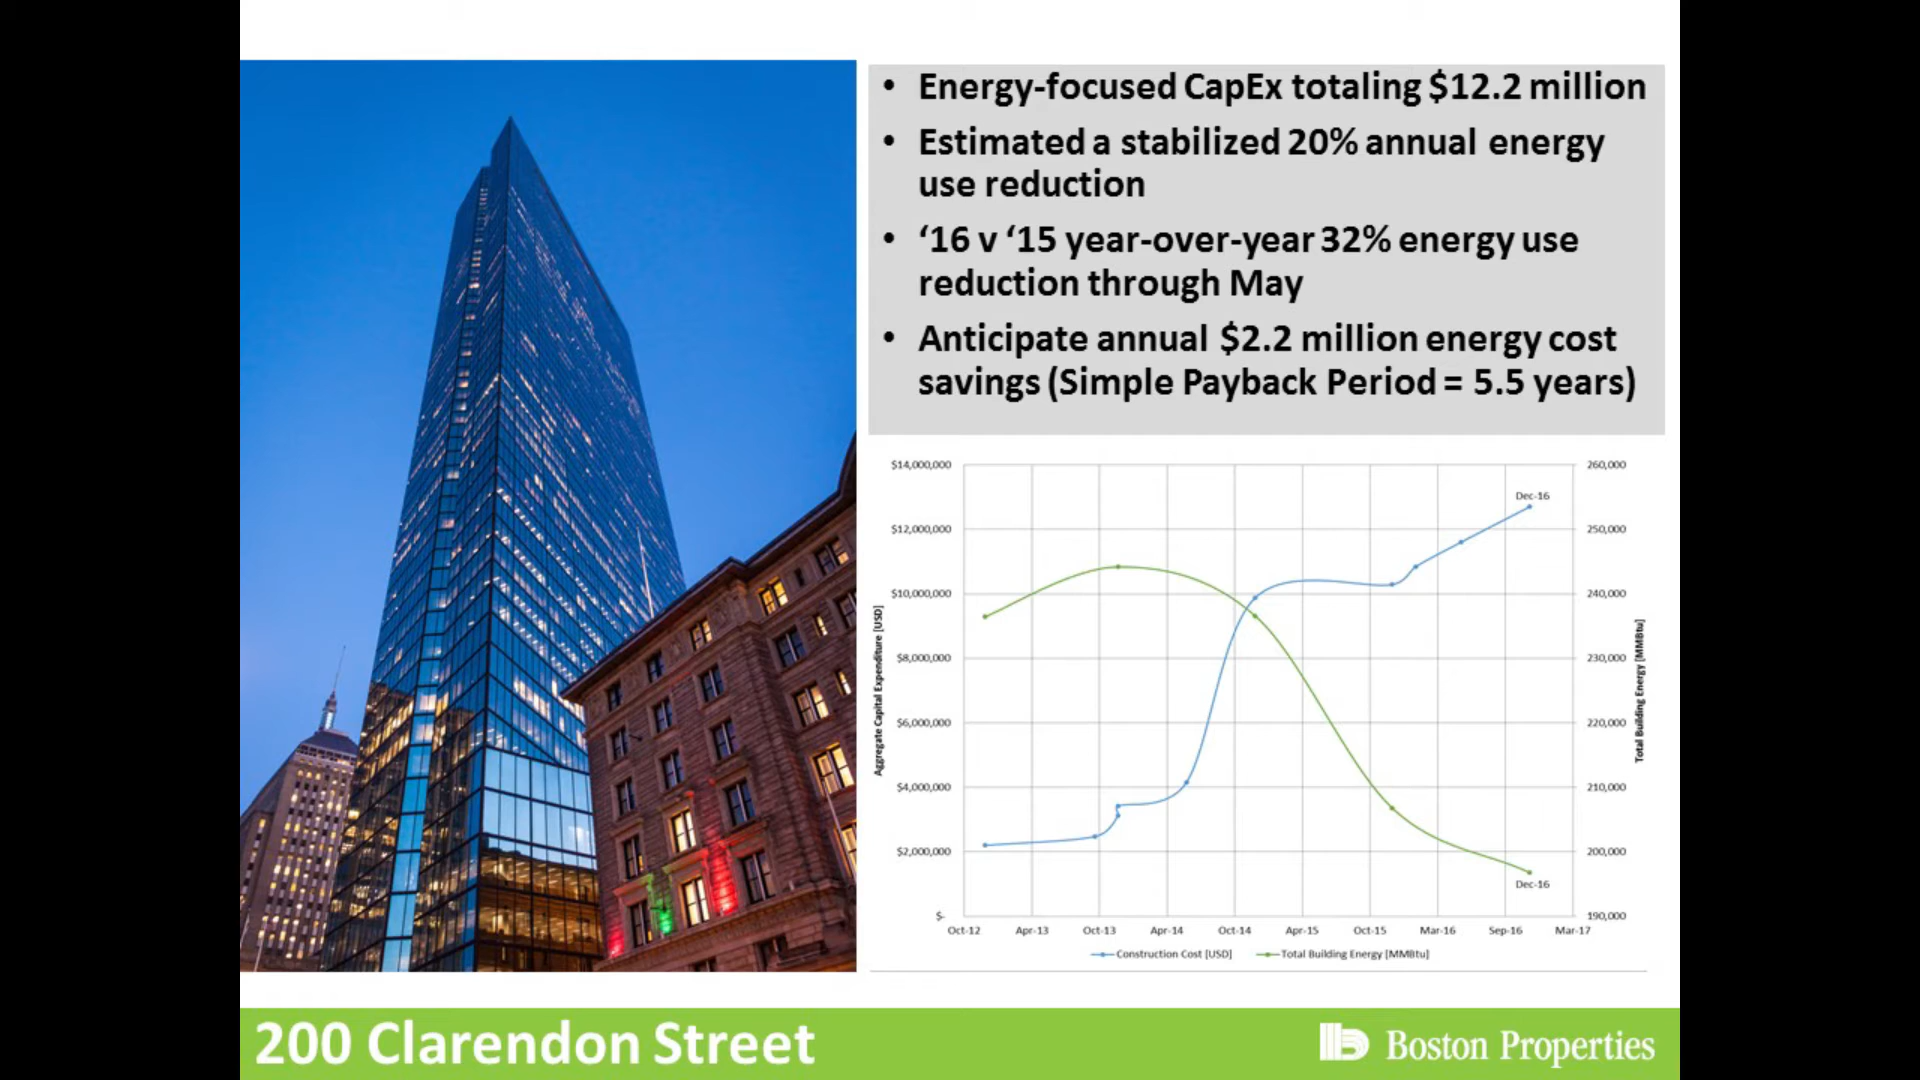 • Energy-focused CapEx totaling $12.2 million
• Estimated a stabilized 20% annual energy
use reduction
• ‘16 v ‘15 year-over-year 32% energy use
reduction through May
• Anticipate annual $2.2 million energy cost
savings (Simple Payback Period = 5.5 years)
$14,000,000
$12,000,000
$10,000,000
$8,000,000
$6,000,000
$4,000,000
$2,000,000
$-
Aggregate Capital Expenditure [USD]
260,000
250,000
240,000
230,000
220,000
210,000
200,000
190,000
Total Building Energy [MMBtu]
Dec-16
Dec-16
Oct-12 Apr-13 Oct-13 Apr-14 Oct-14 Apr-15 Oct-15 Mar-16 Sep-16 Mar-17
Construction Cost [USD] Total Building Energy [MMBtu]
200 Clarendon Street
Boston Properties